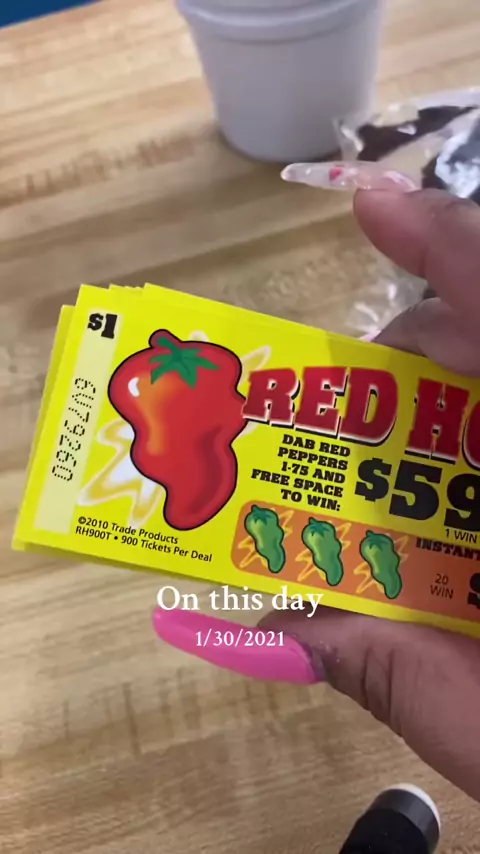 $1
RED HO
DAB RED
PEPPERS
1-75 AND
FREE SPACE
TO WIN:
$59
1 WIN
INSTANT
20
WIN
$
©2010 Trade Products
RH900T • 900 Tickets Per Deal
On this day
1/30/2021